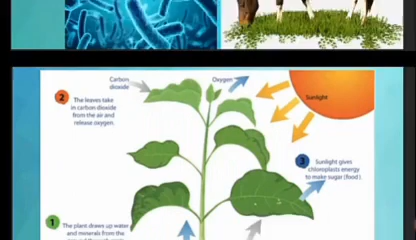 Carbon
dioxide
Oxygen
Sunlight
2
The leaves take
in carbon dioxide
from the air and
release oxygen.
3
Sunlight gives
chloroplasts energy
to make sugar (food)
1
The plant draws up water
and minerals from the